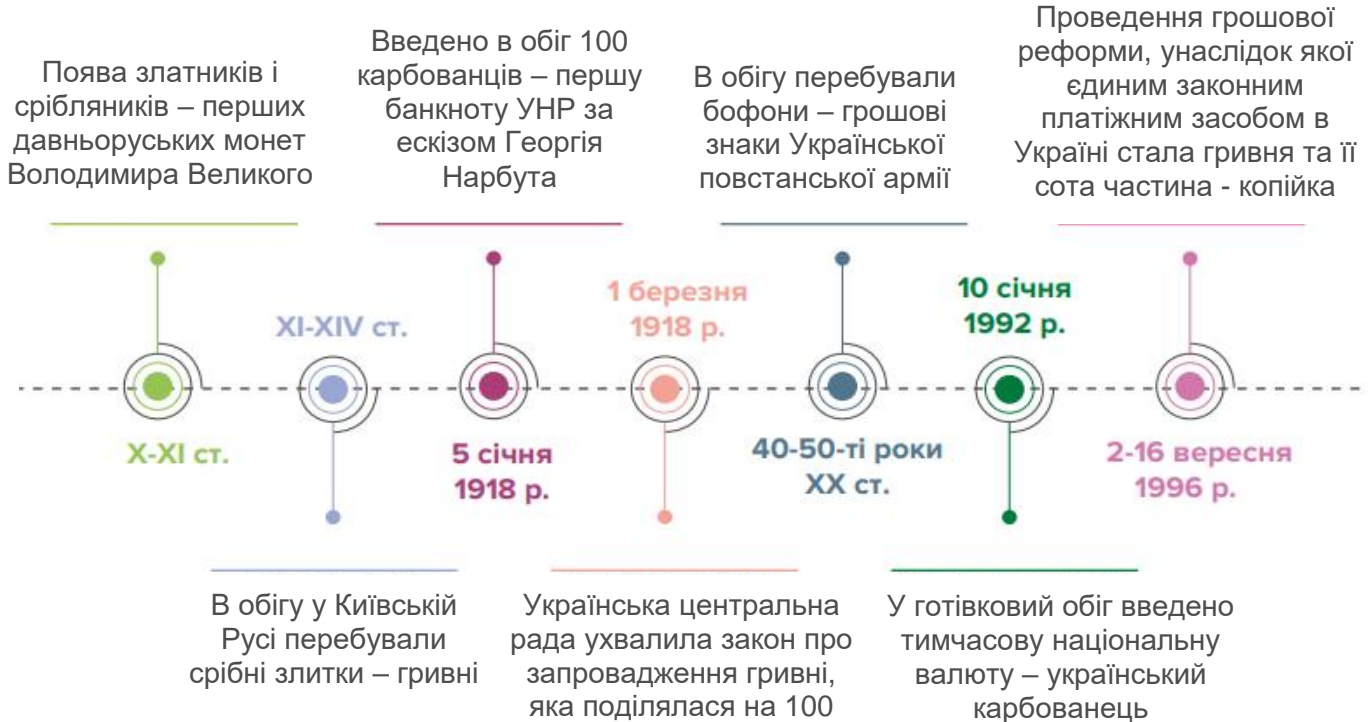 Поява златників і
срібляників – перших
давньоруських монет
Володимира Великого
Введено в обіг 100
карбованців – першу
банкноту УНР за
ескізом Георгія
Нарбута
В обігу перебували
бофони – грошові
знаки Української
повстанської армії
Проведення грошової
реформи, унаслідок якої
єдиним законним
платіжним засобом в
Україні стала гривня та її
сота частина - копійка
XI-XIV ст.
1 березня
1918 р.
10 січня
1992 р.
X-XI ст.
5 січня
1918 р.
40-50-ті роки
XX ст.
2-16 вересня
1996 р.
В обігу у Київській
Русі перебували
срібні злитки – гривні
Українська центральна
рада ухвалила закон про
запровадження гривні,
яка поділялася на 100
У готівковий обіг введено
тимчасову національну
валюту – український
карбованець